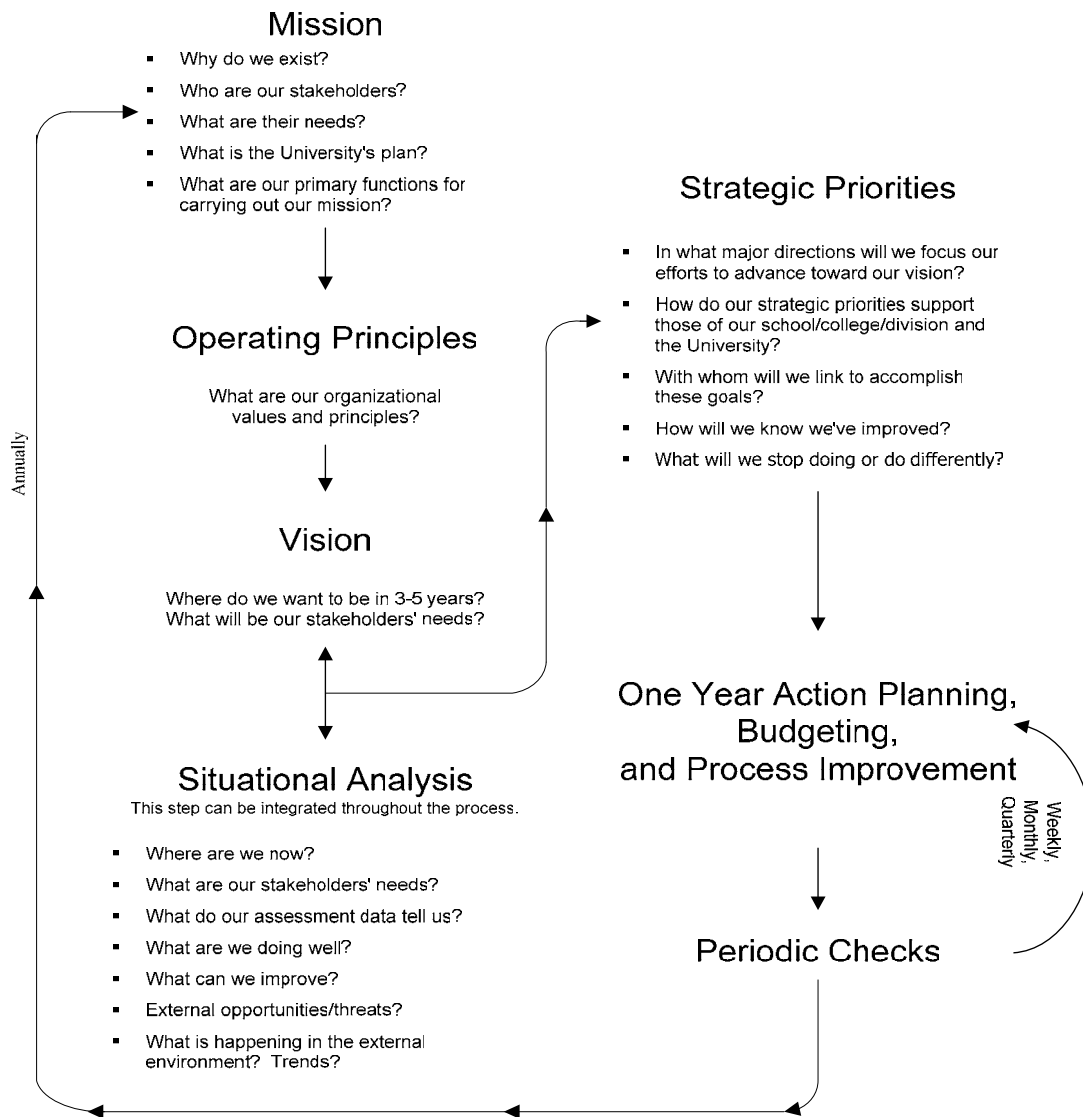 Mission
▪ Why do we exist?
▪ Who are our stakeholders?
▪ What are their needs?
▪ What is the University's plan?
▪ What are our primary functions for
carrying out our mission?
Operating Principles
What are our organizational
values and principles?
Vision
Where do we want to be in 3-5 years?
What will be our stakeholders' needs?
Situational Analysis
This step can be integrated throughout the process.
▪ Where are we now?
▪ What are our stakeholders' needs?
▪ What do our assessment data tell us?
▪ What are we doing well?
▪ What can we improve?
▪ External opportunities/threats?
▪ What is happening in the external
environment? Trends?
Annually
Strategic Priorities
▪ In what major directions will we focus our
efforts to advance toward our vision?
▪ How do our strategic priorities support
those of our school/college/division and
the University?
▪ With whom will we link to accomplish
these goals?
▪ How will we know we've improved?
▪ What will we stop doing or do differently?
One Year Action Planning,
Budgeting,
and Process Improvement
Weekly,
Monthly,
Quarterly
Periodic Checks